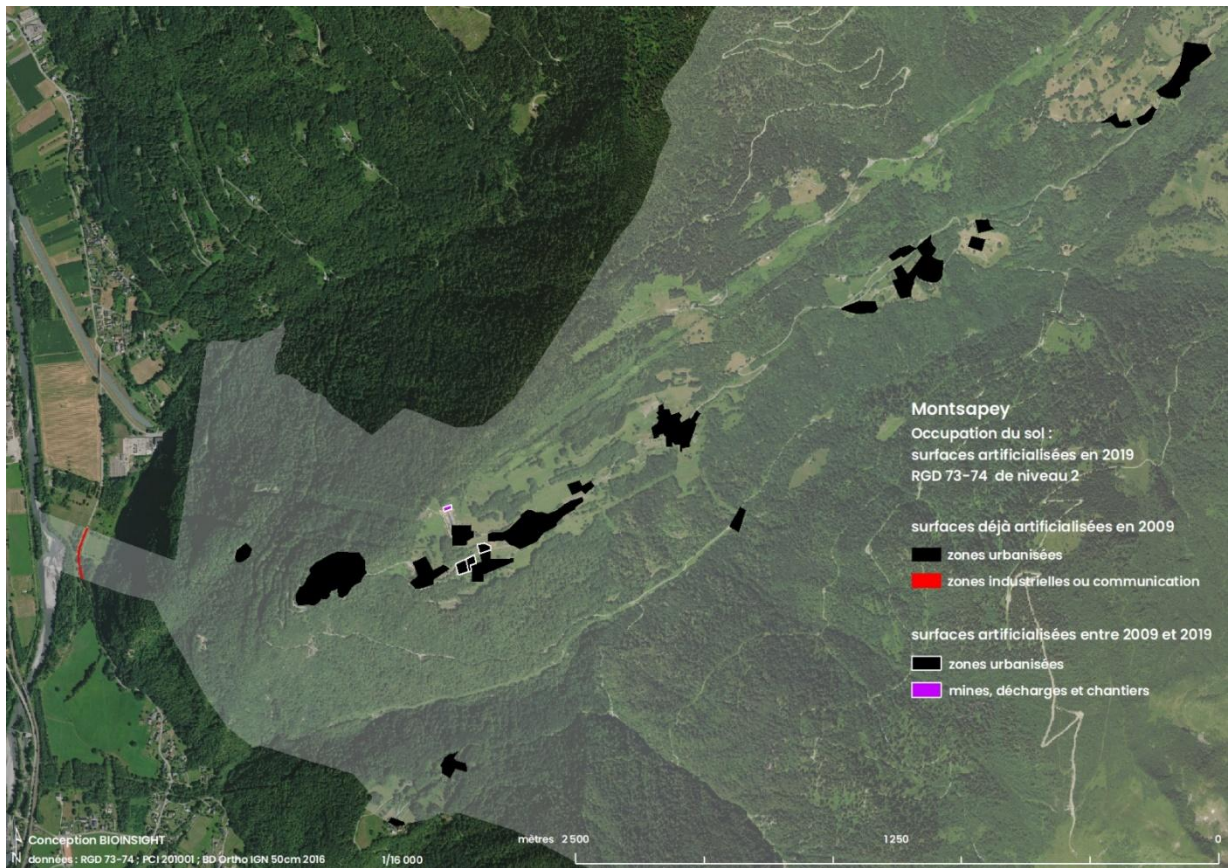 Montsapey
Occupation du sol :
surfaces artificialisées en 2019
RGD 73-74 de niveau 2
surfaces déjà artificialisées en 2009
zones urbanisées
zones industrielles ou communication
surfaces artificialisées entre 2009 et 2019
zones urbanisées
mines, décharges et chantiers
N
Conception BIOINSIGHT
données : RGD 73-74 ; PCI 201001 ; BD Ortho IGN 50cm 2016
1/16 000
mètres 2 500 1250 0